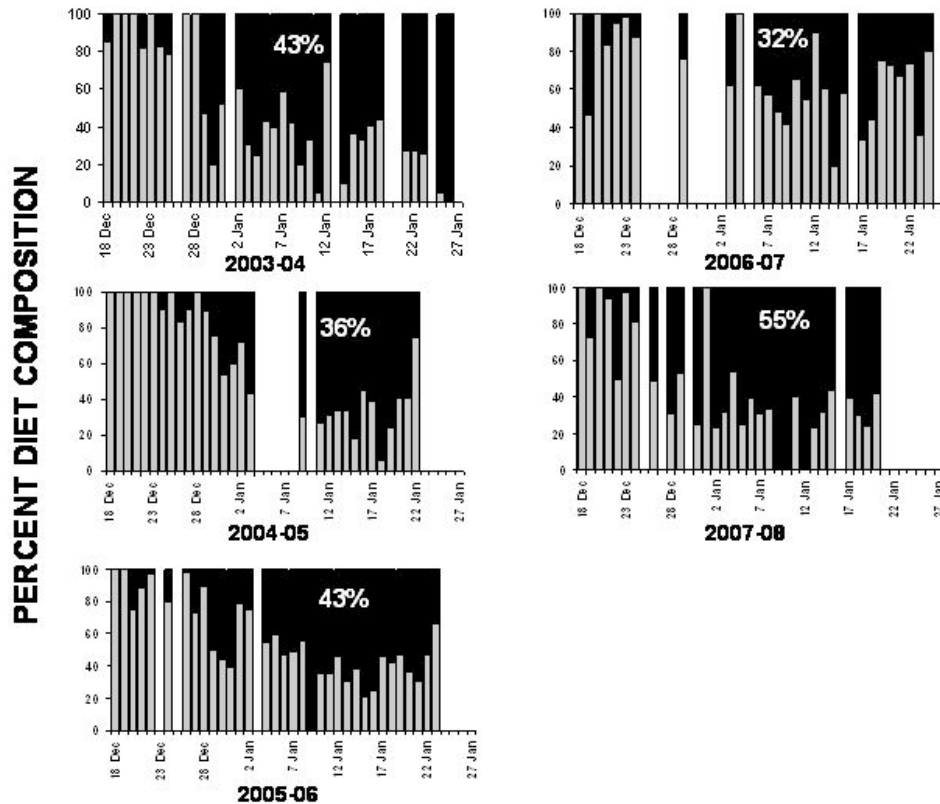 PERCENT DIET COMPOSITION
100
80
60
40
20
0
43%
18 Dec
23 Dec
28 Dec
2 Jan
7 Jan
12 Jan
17 Jan
22 Jan
27 Jan
2003-04
100
80
60
40
20
0
32%
18 Dec
23 Dec
28 Dec
2 Jan
7 Jan
12 Jan
17 Jan
22 Jan
2006-07
100
80
60
40
20
0
36%
18 Dec
23 Dec
28 Dec
2 Jan
7 Jan
12 Jan
17 Jan
22 Jan
27 Jan
2004-05
100
80
60
40
20
0
55%
18 Dec
23 Dec
28 Dec
2 Jan
7 Jan
12 Jan
17 Jan
22 Jan
27 Jan
2007-08
100
80
60
40
20
0
43%
18 Dec
23 Dec
28 Dec
2 Jan
7 Jan
12 Jan
17 Jan
22 Jan
27 Jan
2005-06